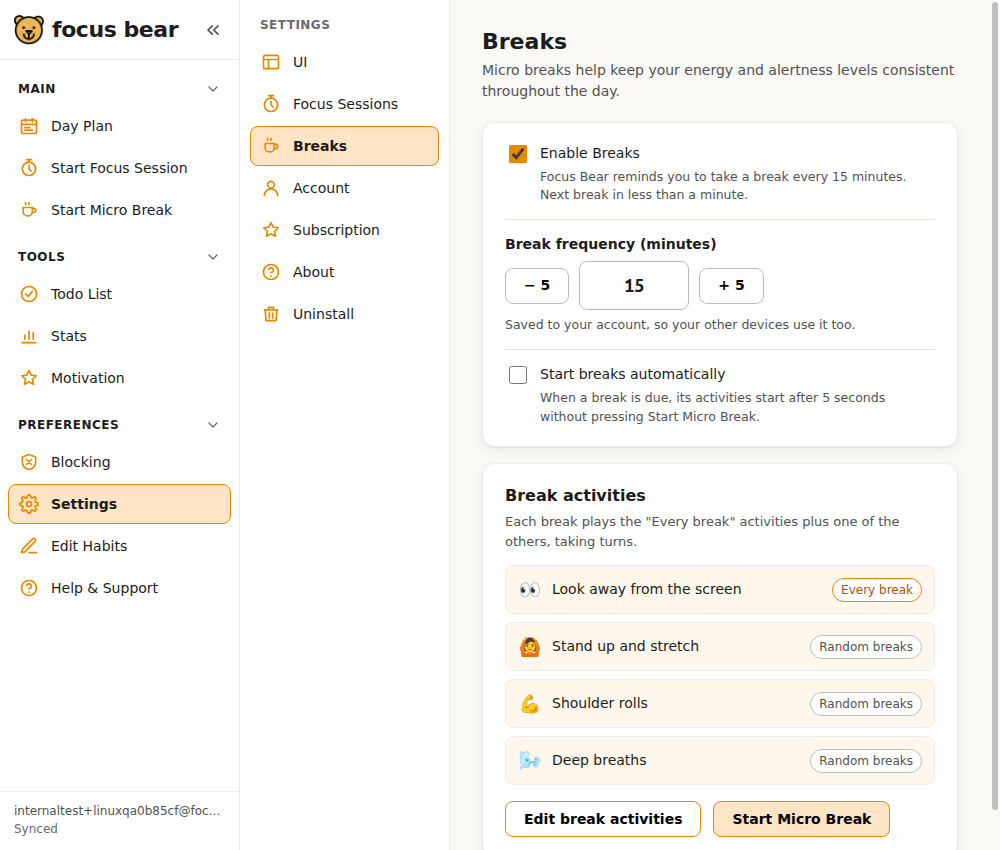 focus bear
MAIN
Day Plan
Start Focus Session
Start Micro Break
TOOLS
Todo List
Stats
Motivation
PREFERENCES
Blocking
Settings
Edit Habits
Help & Support
internaltest+linuxqa0b85cf@foc...
Synced
SETTINGS
UI
Focus Sessions
Breaks
Account
Subscription
About
Uninstall
Breaks
Micro breaks help keep your energy and alertness levels consistent
throughout the day.
Enable Breaks
Focus Bear reminds you to take a break every 15 minutes.
Next break in less than a minute.
Break frequency (minutes)
− 5
15
+ 5
Saved to your account, so your other devices use it too.
Start breaks automatically
When a break is due, its activities start after 5 seconds
without pressing Start Micro Break.
Break activities
Each break plays the "Every break" activities plus one of the
others, taking turns.
Look away from the screen
Every break
Stand up and stretch
Random breaks
Shoulder rolls
Random breaks
Deep breaths
Random breaks
Edit break activities
Start Micro Break